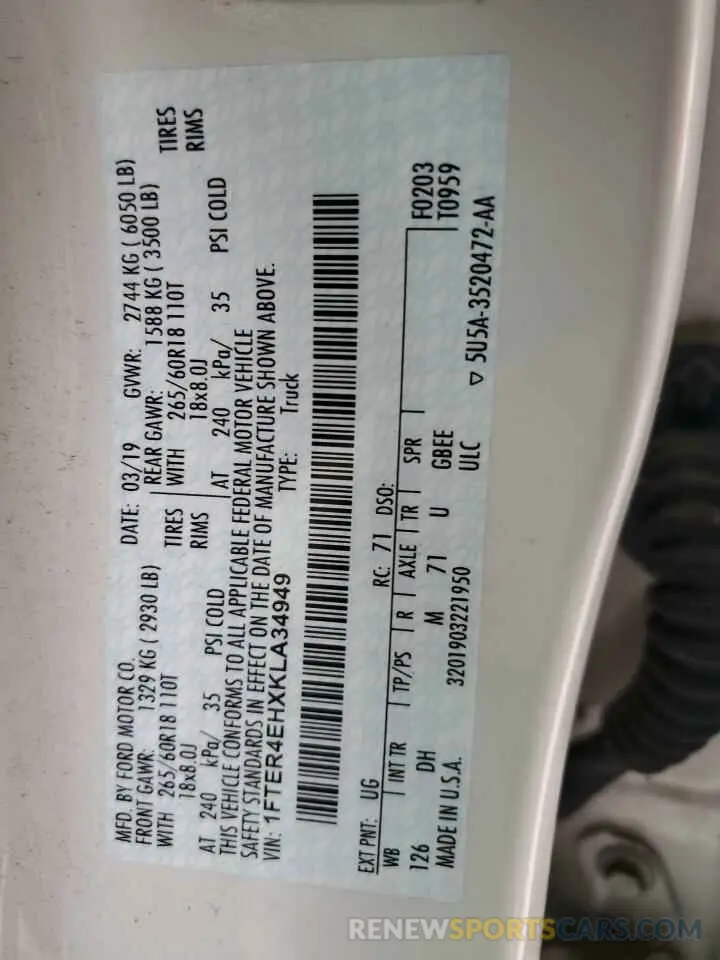 MFD. BY FORD MOTOR CO.
DATE: 03/19 GVWR: 2744 KG ( 6050 LB)
FRONT GAWR: 1329 KG ( 2930 LB)
REAR GAWR: 1588 KG ( 3500 LB)
WITH 265/60R18 110T TIRES
WITH 265/60R18 110T TIRES
18x8.0J RIMS
18x8.0J RIMS
AT 240 kPa/ 35 PSI COLD
AT 240 kPa/ 35 PSI COLD
THIS VEHICLE CONFORMS TO ALL APPLICABLE FEDERAL MOTOR VEHICLE
SAFETY STANDARDS IN EFFECT ON THE DATE OF MANUFACTURE SHOWN ABOVE.
VIN: 1FTER4EHXKLA34949 TYPE: Truck
EXT PNT: UG RC: 71 DSO:
WB INT TR TP/PS R AXLE TR SPR F0203
126 DH M 71 U GBEE T0959
MADE IN U.S.A. 3201903221950 ULC
▽ 5U5A-3520472-AA
RENEWSPORTSCARS.COM